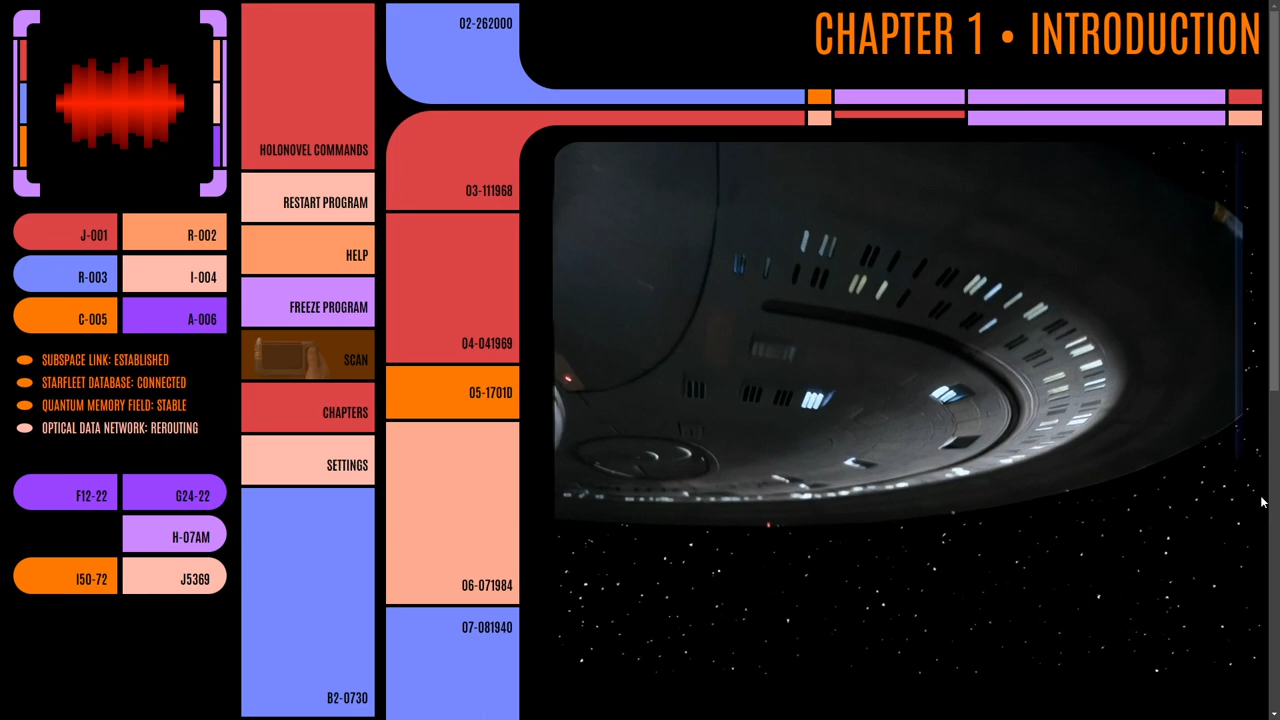 CHAPTER 1 • INTRODUCTION
J-001
R-002
R-003
I-004
C-005
A-006
SUBSPACE LINK: ESTABLISHED
STARFLEET DATABASE: CONNECTED
QUANTUM MEMORY FIELD: STABLE
OPTICAL DATA NETWORK: REROUTING
F12-22
G24-22
H-07AM
I50-72
J5369
HOLONOVEL COMMANDS
RESTART PROGRAM
HELP
FREEZE PROGRAM
SCAN
CHAPTERS
SETTINGS
B2-0730
02-262000
03-111968
04-041969
05-1701D
06-071984
07-081940